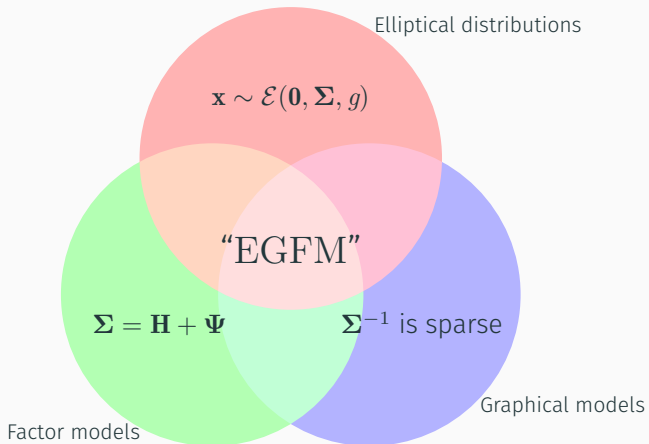 Elliptical distributions
x ∼ ℰ(0, Σ, g)
“EGFM”
Σ = H + Ψ
Σ⁻¹ is sparse
Graphical models
Factor models